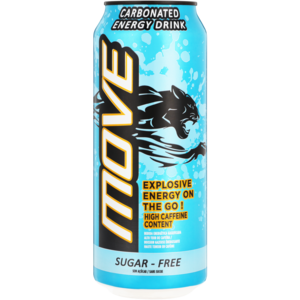 CARBONATED
ENERGY DRINK
MOVE
EXPLOSIVE
ENERGY ON
THE GO !
HIGH CAFFEINE
CONTENT
SUGAR - FREE